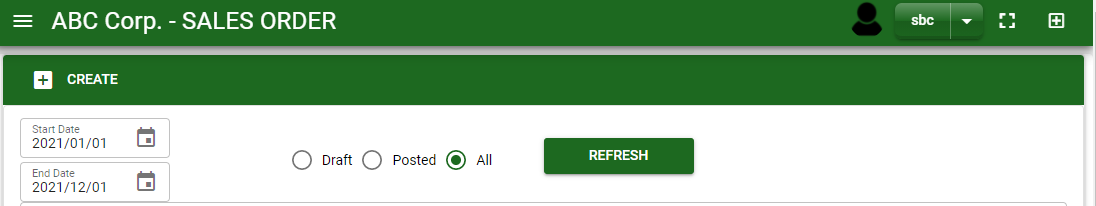 ABC Corp. - SALES ORDER
sbc
CREATE
Start Date
2021/01/01
End Date
2021/12/01
Draft
Posted
All
REFRESH